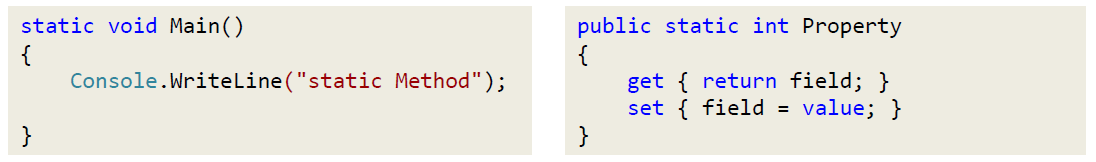 static void Main()
{
    Console.WriteLine("static Method");

}
public static int Property
{
    get { return field; }
    set { field = value; }
}